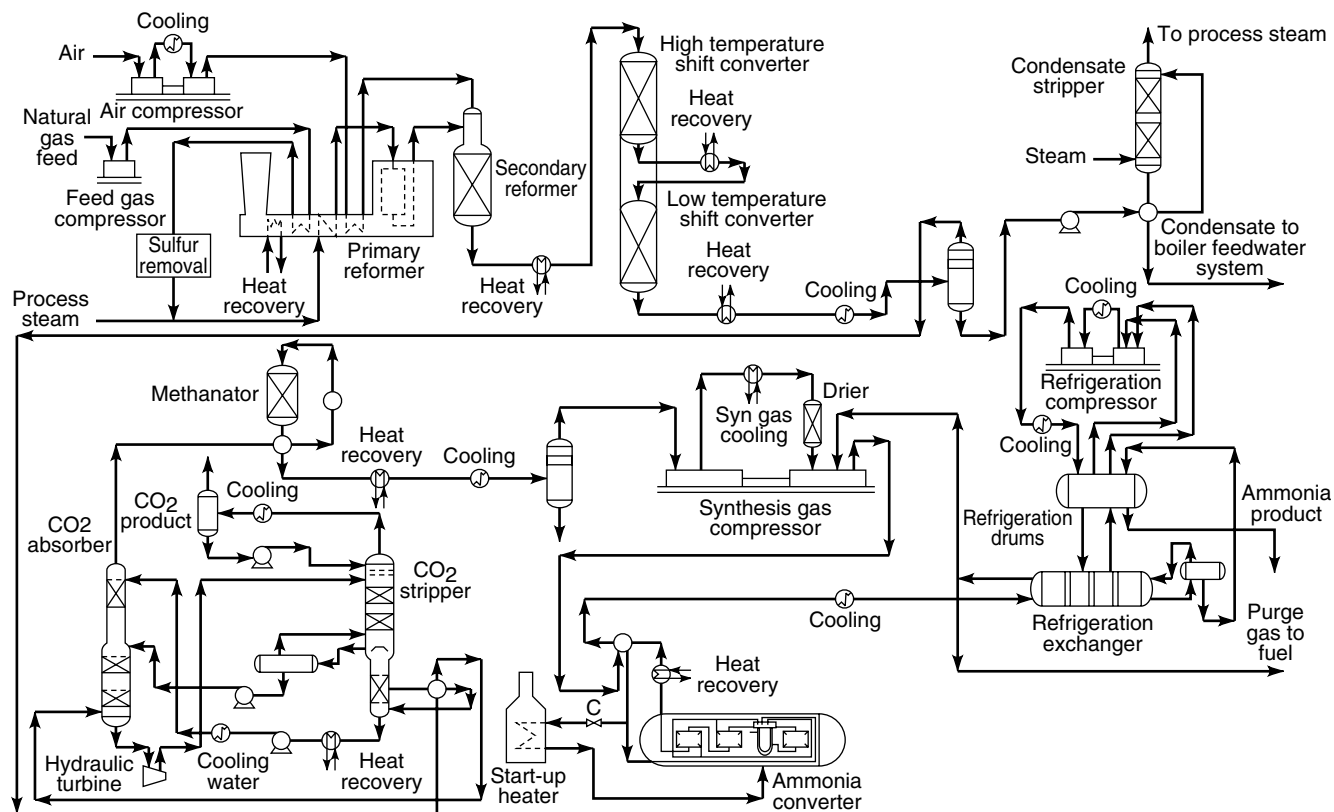 Cooling
Air
Air compressor
Natural
gas
feed
Feed gas
compressor
Sulfur
removal
Heat
recovery
Primary
reformer
Process
steam
Secondary
reformer
Heat
recovery
High temperature
shift converter
Heat
recovery
Low temperature
shift converter
Heat
recovery
Cooling
To process steam
Condensate
stripper
Steam
Condensate to
boiler feedwater
system
Cooling
Refrigeration
compressor
Cooling
Methanator
Heat
recovery
Cooling
Syn gas
cooling
Drier
Synthesis gas
compressor
CO2
absorber
CO2
product
Cooling
CO2
stripper
Refrigeration
drums
Ammonia
product
Cooling
Refrigeration
exchanger
Purge
gas to
fuel
Heat
recovery
C
Hydraulic
turbine
Cooling
water
Heat
recovery
Start-up
heater
Ammonia
converter